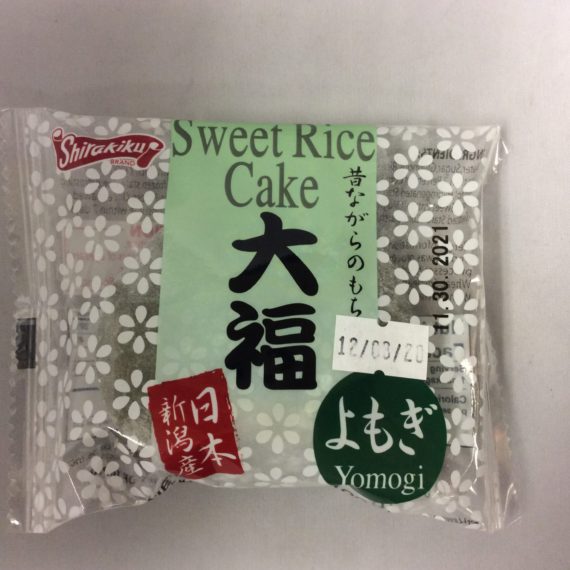 Shirakiku
BRAND
Sweet Rice
Cake
昔ながらのもち
大福
12/03/20
11.30.2021
日本
新潟産
よもぎ
Yomogi